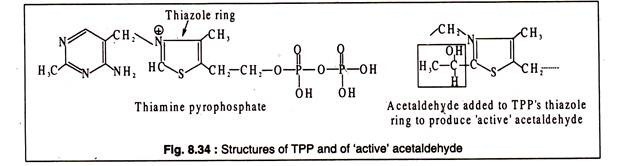 Thiazole ring
CH₂
⊕
N
CH₃
N
H₃C
N
NH₂
HC
S
CH₂—CH₂—O—P—O—P—OH
O
O
OH
OH
Thiamine pyrophosphate
CH₂
N
CH₃
OH
H₃C—C—C
H
S
CH₂
Acetaldehyde added to TPP's thiazole
ring to produce 'active' acetaldehyde
Fig. 8.34 : Structures of TPP and of 'active' acetaldehyde